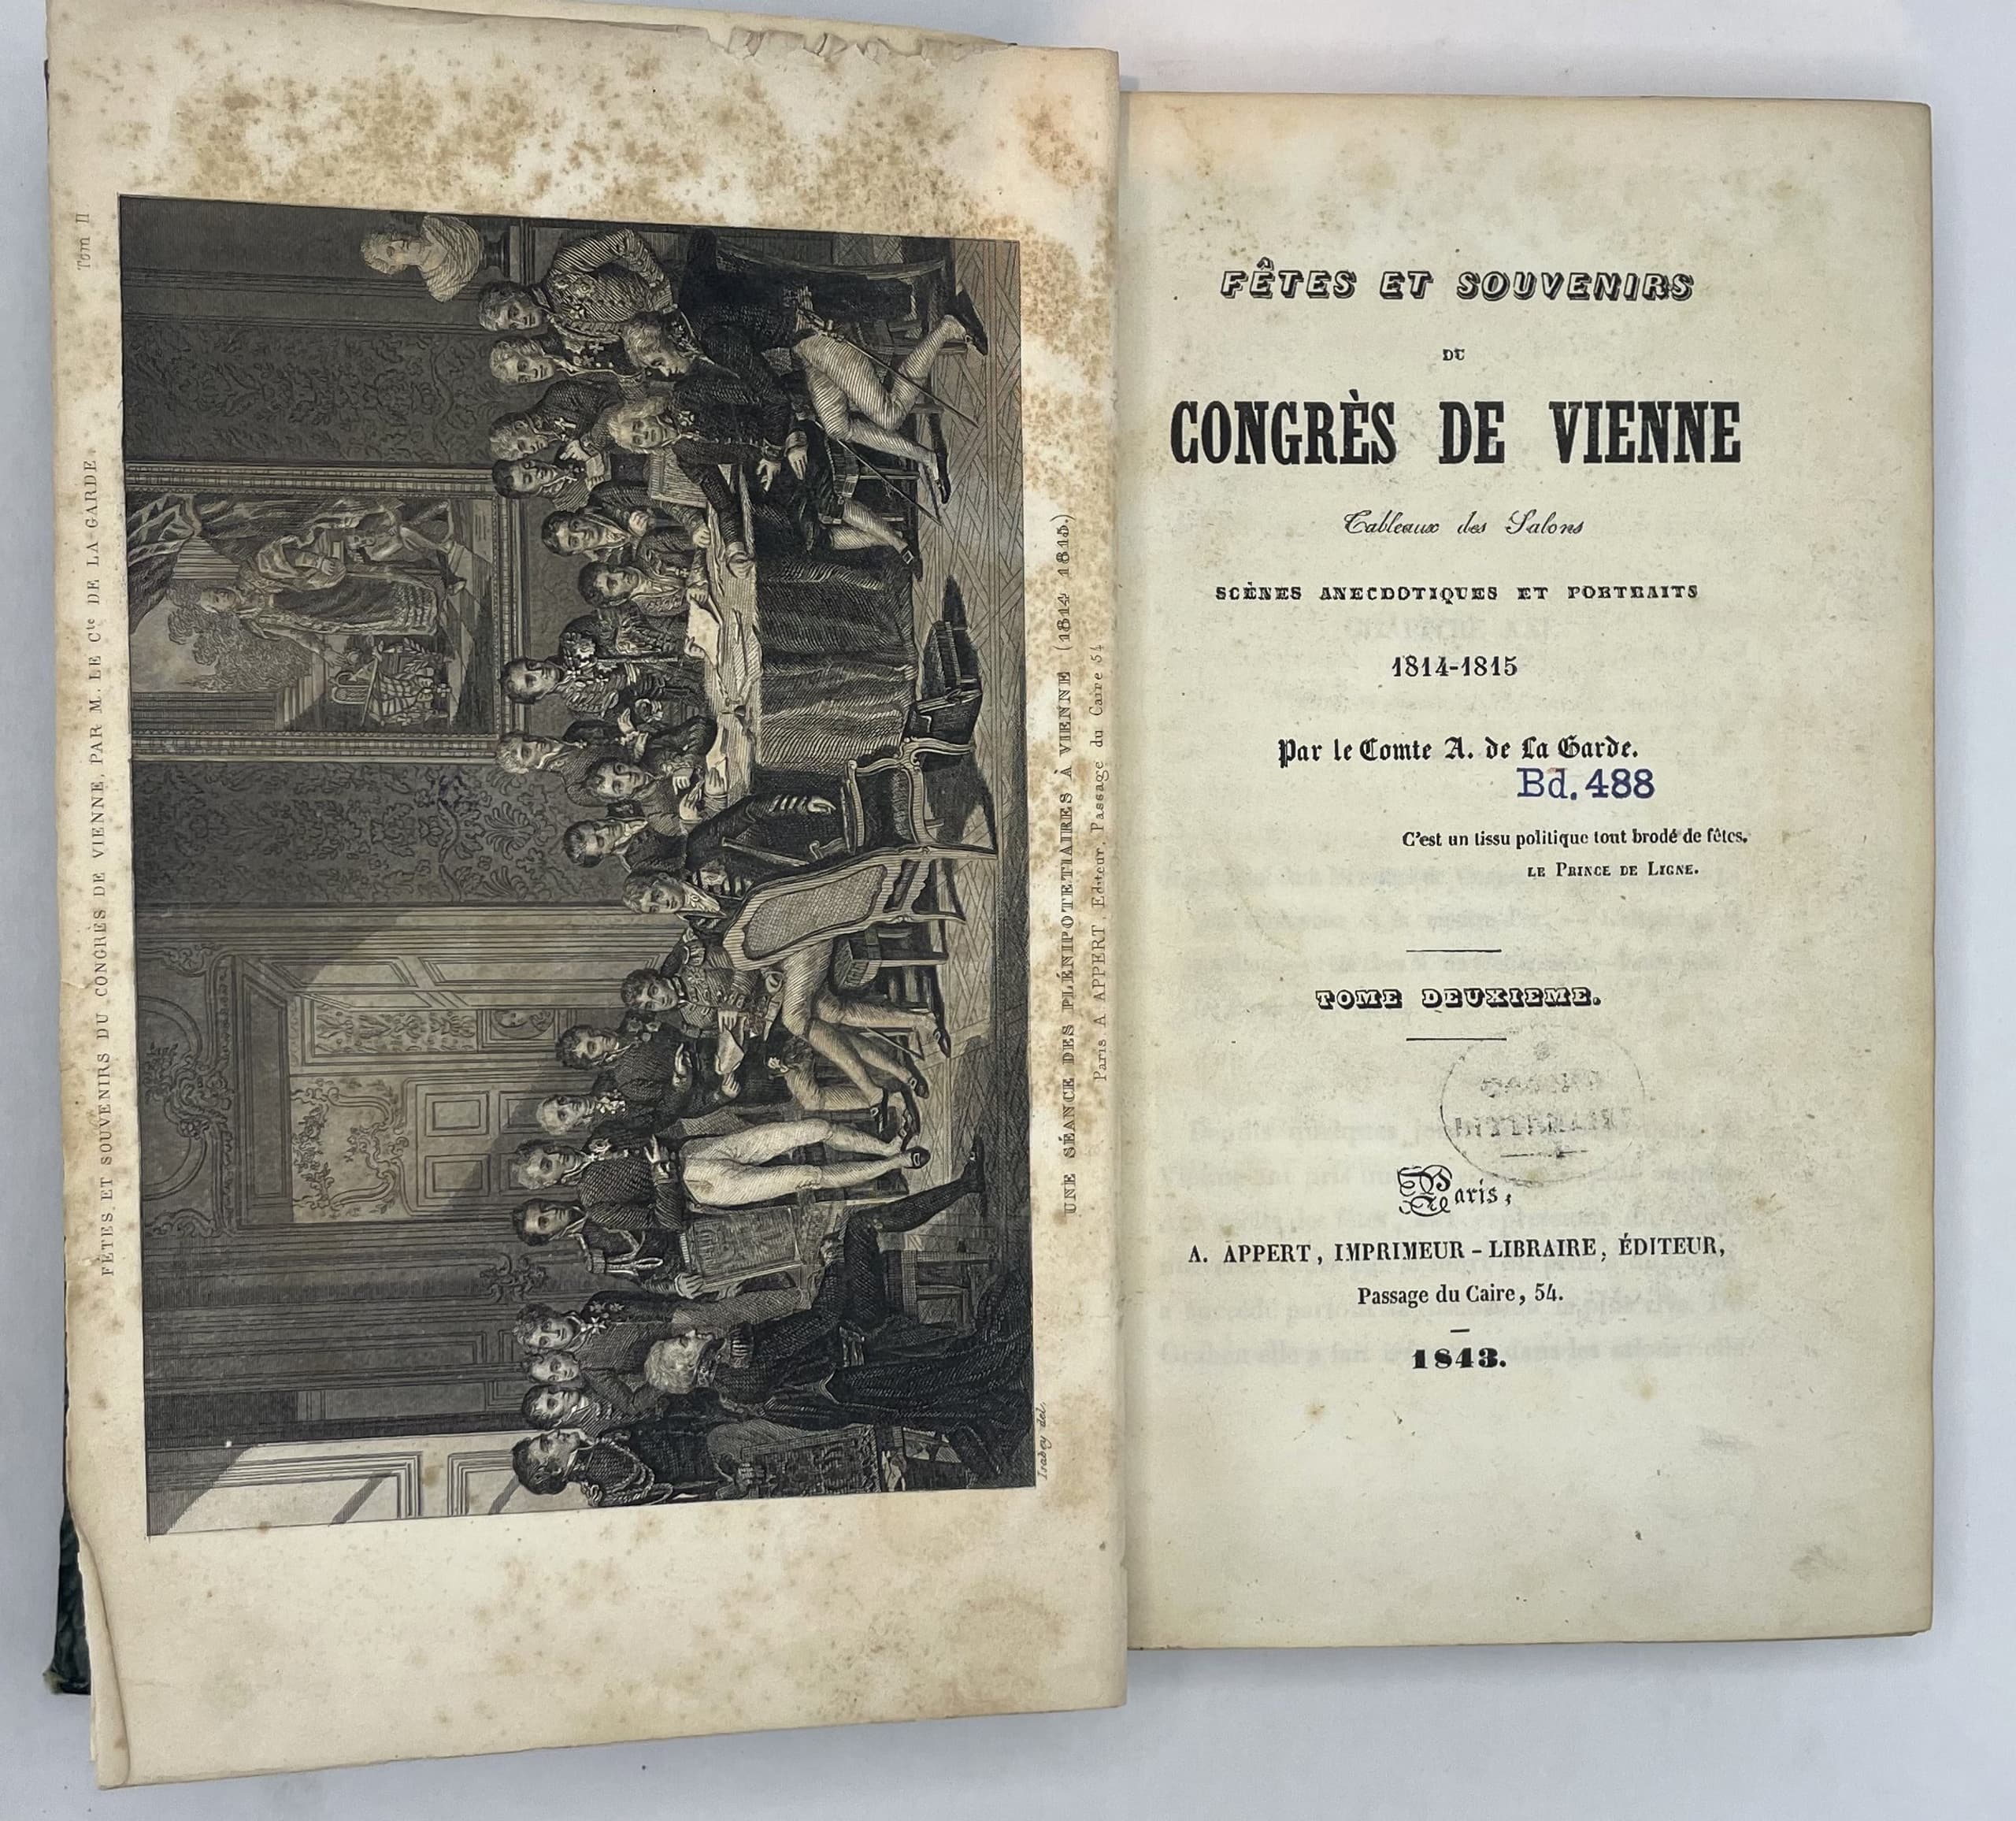 Tom II
FÊTES ET SOUVENIRS DU CONGRÈS DE VIENNE, PAR M. LE Cte DE LA GARDE
Isabey del.
UNE SÉANCE DES PLÉNIPOTETIAIRES À VIENNE (1814 1815.)
Paris A APPERT, Editeur, Passage du Caire 54
FÊTES ET SOUVENIRS
DU
CONGRÈS DE VIENNE
Tableaux des Salons
SCÈNES ANECDOTIQUES ET PORTRAITS
1814-1815
Par le Comte A. de La Garde.
Bd. 488
C'est un tissu politique tout brodé de fêtes.
LE PRINCE DE LIGNE.
TOME DEUXIEME.
Paris,
A. APPERT, IMPRIMEUR-LIBRAIRE, ÉDITEUR,
Passage du Caire, 54.
1843.